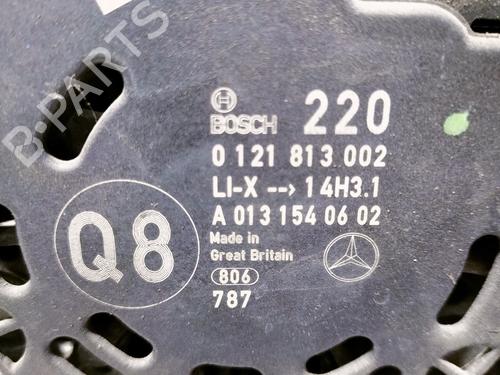 B-PARTS
BOSCH 220
0 121 813 002
LI-X --> 14H3.1
A 013 154 06 02
Made in
Great Britain
806
787
Q8